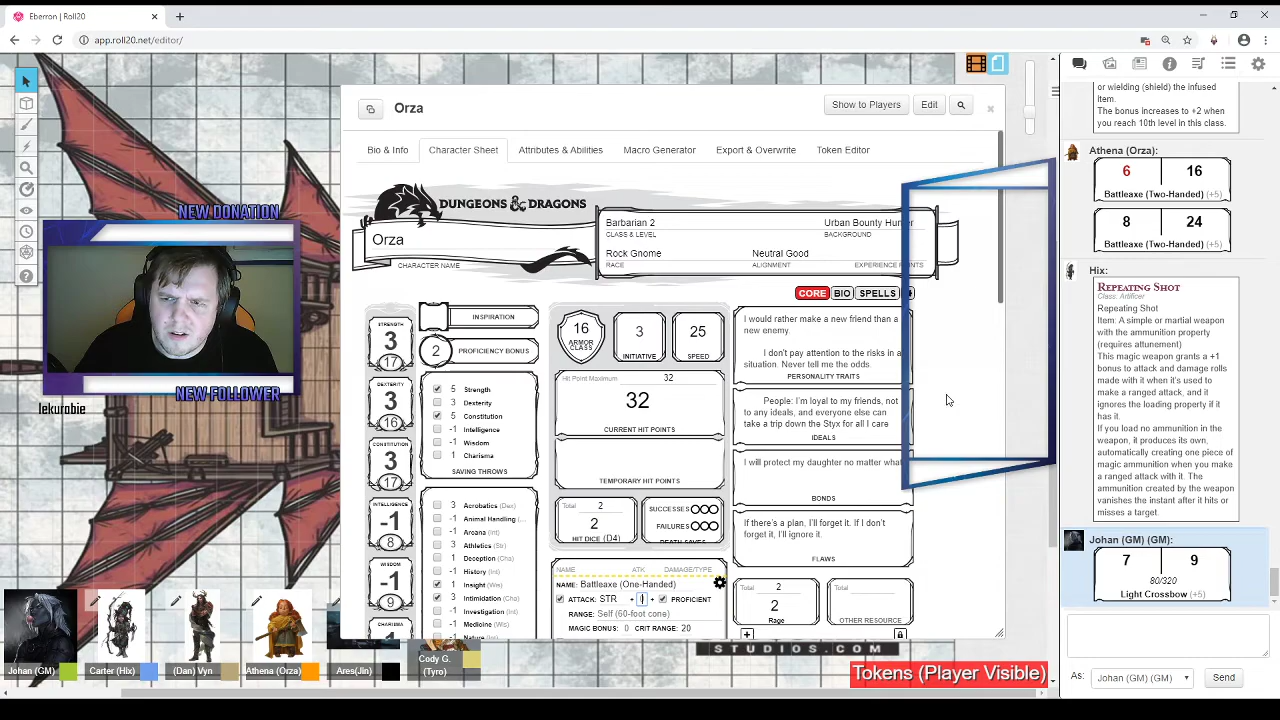 Eberron | Roll20
app.roll20.net/editor/
Orza
Show to Players
Edit
Bio & Info
Character Sheet
Attributes & Abilities
Macro Generator
Export & Overwrite
Token Editor
DUNGEONS & DRAGONS
Orza
CHARACTER NAME
Barbarian 2
Urban Bounty Hunter
CLASS & LEVEL
BACKGROUND
Rock Gnome
Neutral Good
RACE
ALIGNMENT
EXPERIENCE POINTS
CORE
BIO
SPELLS
STRENGTH
3
17
DEXTERITY
3
16
CONSTITUTION
3
17
INTELLIGENCE
-1
8
WISDOM
-1
9
CHARISMA
INSPIRATION
2
PROFICIENCY BONUS
5 Strength
3 Dexterity
5 Constitution
-1 Intelligence
-1 Wisdom
1 Charisma
SAVING THROWS
3 Acrobatics (Dex)
-1 Animal Handling (...
-1 Arcana (Int)
3 Athletics (Str)
1 Deception (Cha)
-1 History (Int)
1 Insight (Wis)
3 Intimidation (Cha)
-1 Investigation (Int)
-1 Medicine (Wis)
-1 Nature (Int)
16
ARMOR
CLASS
3
INITIATIVE
25
SPEED
Hit Point Maximum
32
32
CURRENT HIT POINTS
TEMPORARY HIT POINTS
Total
2
2
HIT DICE (D4)
SUCCESSES
FAILURES
DEATH SAVES
NAME
ATK
DAMAGE/TYPE
NAME: Battleaxe (One-Handed)
ATTACK: STR + 0 + PROFICIENT
RANGE: Self (60-foot cone)
MAGIC BONUS: 0 CRIT RANGE: 20
I would rather make a new friend than a
new enemy.
I don't pay attention to the risks in a
situation. Never tell me the odds.
PERSONALITY TRAITS
People: I'm loyal to my friends, not
to any ideals, and everyone else can
take a trip down the Styx for all I care
IDEALS
I will protect my daughter no matter what
BONDS
If there's a plan, I'll forget it. If I don't
forget it, I'll ignore it.
FLAWS
Total
2
2
Rage
Total
OTHER RESOURCE
NEW DONATION
NEW FOLLOWER
lekurobie
Johan (GM)
Carter (Hix)
(Dan) Vyn
Athena (Orza)
Ares(Jin)
Cody G.
(Tyro)
STUDIOS.COM
Tokens (Player Visible)
or wielding (shield) the infused
item.
The bonus increases to +2 when
you reach 10th level in this class.
Athena (Orza):
6
16
Battleaxe (Two-Handed) (+5)
8
24
Battleaxe (Two-Handed) (+5)
Hix:
REPEATING SHOT
Class: Artificer
Repeating Shot
Item: A simple or martial weapon
with the ammunition property
(requires attunement)
This magic weapon grants a +1
bonus to attack and damage rolls
made with it when it's used to
make a ranged attack, and it
ignores the loading property if it
has it.
If you load no ammunition in the
weapon, it produces its own,
automatically creating one piece of
magic ammunition when you make
a ranged attack with it. The
ammunition created by the weapon
vanishes the instant after it hits or
misses a target.
Johan (GM) (GM):
7
9
80/320
Light Crossbow (+5)
As:
Johan (GM) (GM)
Send